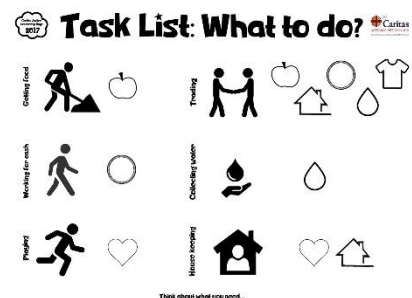 2017
Task List: What to do?
Caritas
Getting food
Trading
Working for cash
Collecting water
Playing
House keeping
Think about what you need...